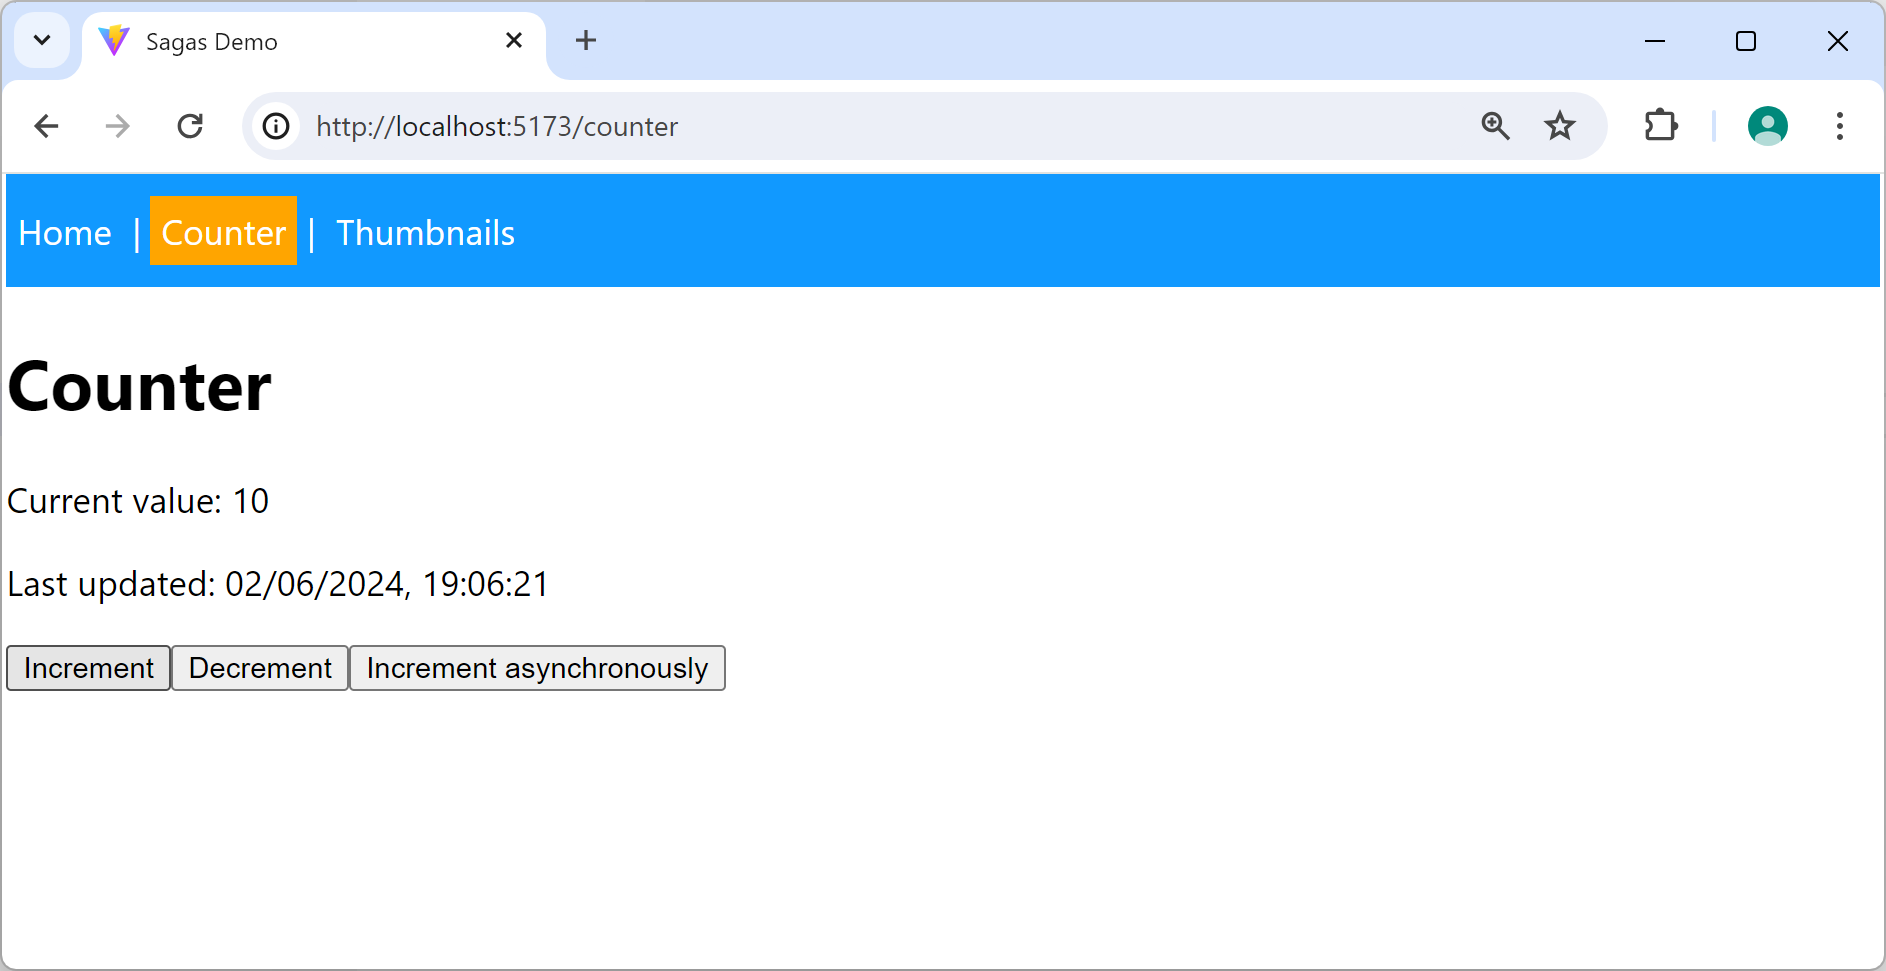 Sagas Demo
http://localhost:5173/counter
Home | Counter | Thumbnails
Counter
Current value: 10
Last updated: 02/06/2024, 19:06:21
Increment Decrement Increment asynchronously